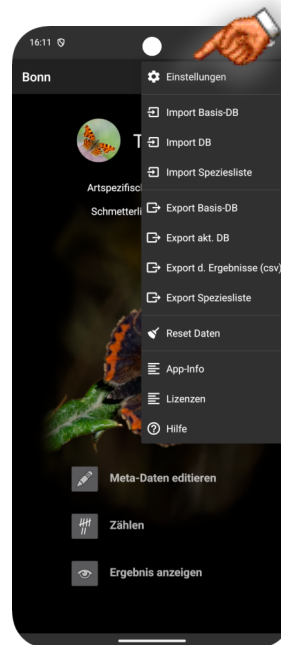 16:11
Bonn
Einstellungen
Import Basis-DB
Import DB
Import Speziesliste
Export Basis-DB
Export akt. DB
Export d. Ergebnisse (csv)
Export Speziesliste
Reset Daten
App-Info
Lizenzen
Hilfe
T
Artspezifisc
Schmetterli
Meta-Daten editieren
Zählen
Ergebnis anzeigen